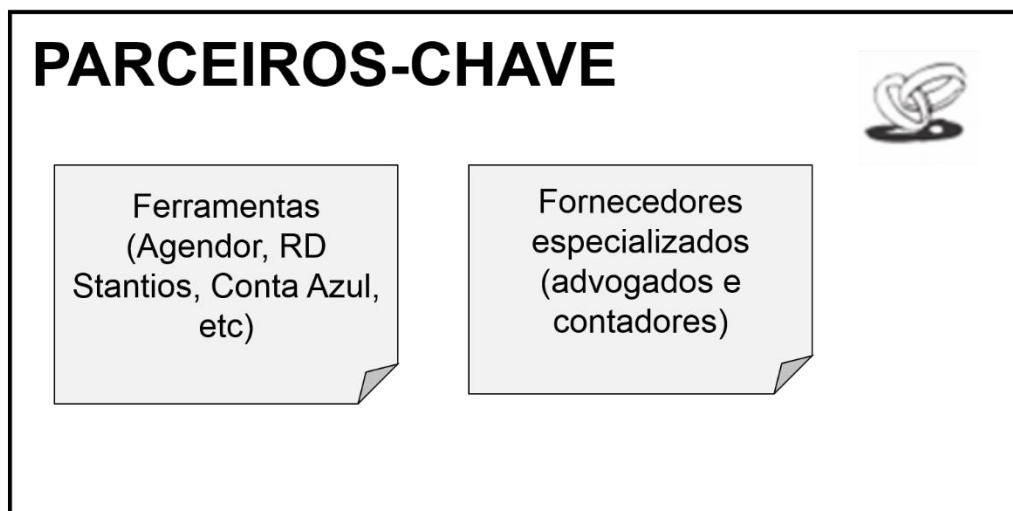 PARCEIROS-CHAVE
Ferramentas
(Agendor, RD
Stantios, Conta Azul,
etc)
Fornecedores
especializados
(advogados e
contadores)